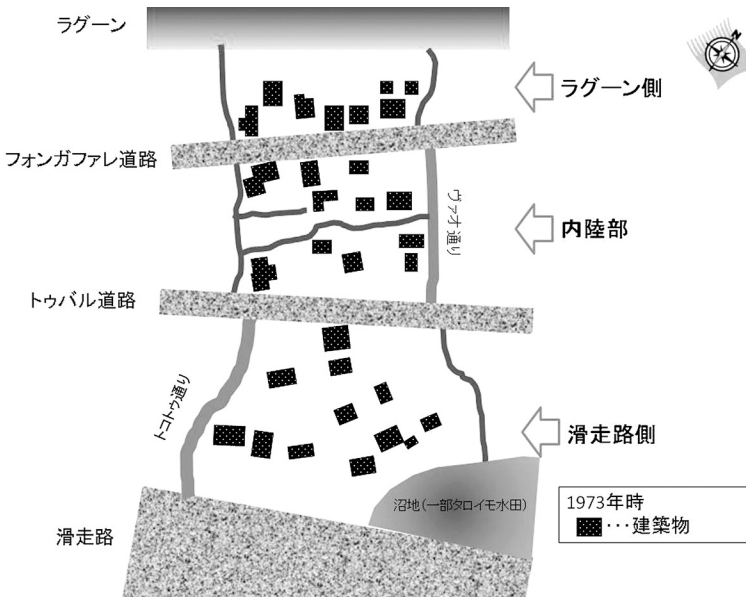 ラグーン
N
ラグーン側
フォンガファレ道路
ヴァオ通り
内陸部
トゥバル道路
トコトゥ通り
滑走路側
沼地(一部タロイモ水田)
1973年時
･･･建築物
滑走路